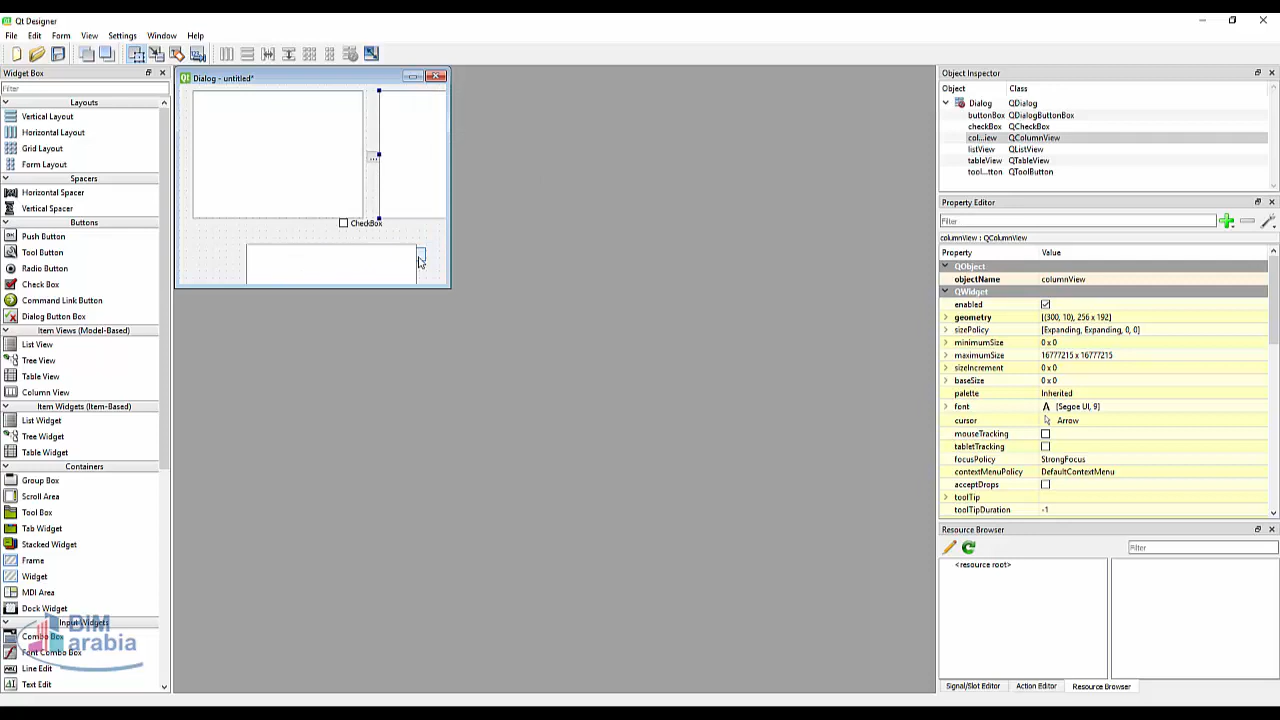 Qt Designer
File Edit Form View Settings Window Help
Widget Box
Filter
Layouts
Vertical Layout
Horizontal Layout
Grid Layout
Form Layout
Spacers
Horizontal Spacer
Vertical Spacer
Buttons
Push Button
Tool Button
Radio Button
Check Box
Command Link Button
Dialog Button Box
Item Views (Model-Based)
List View
Tree View
Table View
Column View
Item Widgets (Item-Based)
List Widget
Tree Widget
Table Widget
Containers
Group Box
Scroll Area
Tool Box
Tab Widget
Stacked Widget
Frame
Widget
MDI Area
Dock Widget
Input Widgets
Combo Box
Font Combo Box
Line Edit
Text Edit
BIM
arabia
Dialog - untitled*
...
CheckBox
Object Inspector
Object Class
Dialog QDialog
buttonBox QDialogButtonBox
checkBox QCheckBox
col...iew QColumnView
listView QListView
tableView QTableView
tool...tton QToolButton
Property Editor
Filter
columnView : QColumnView
Property Value
QObject
objectName columnView
QWidget
enabled
geometry [(300, 10), 256 x 192]
sizePolicy [Expanding, Expanding, 0, 0]
minimumSize 0 x 0
maximumSize 16777215 x 16777215
sizeIncrement 0 x 0
baseSize 0 x 0
palette Inherited
font A [Segoe UI, 9]
cursor Arrow
mouseTracking
tabletTracking
focusPolicy StrongFocus
contextMenuPolicy DefaultContextMenu
acceptDrops
toolTip
toolTipDuration -1
Resource Browser
Filter
<resource root>
Signal/Slot Editor Action Editor Resource Browser